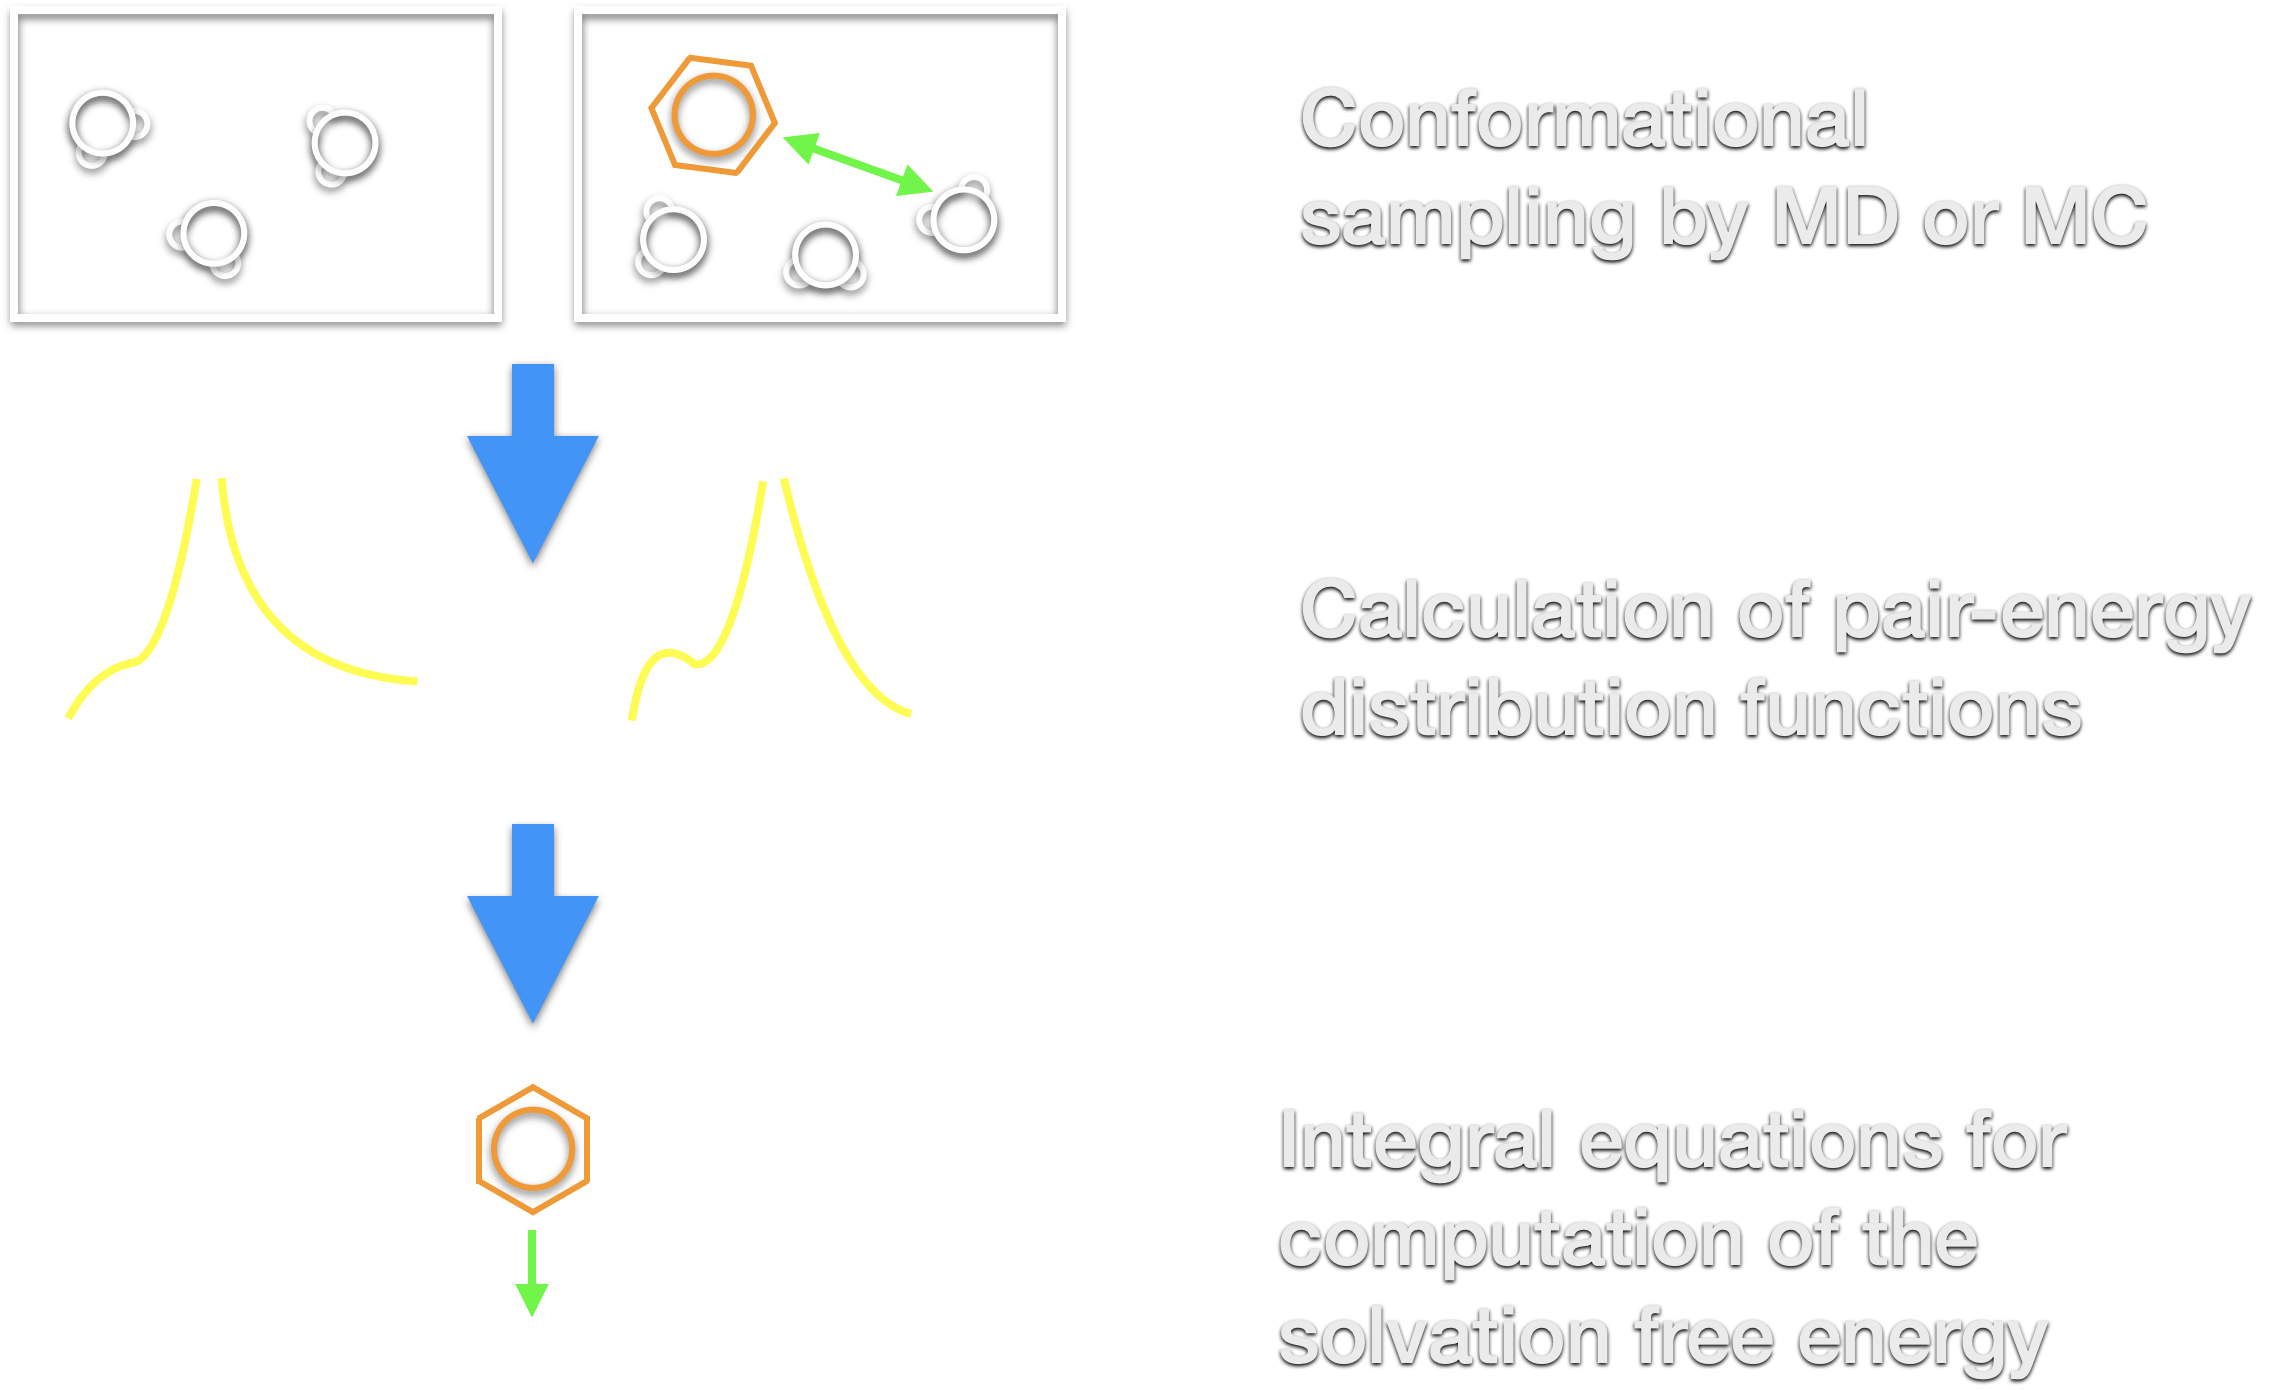 Conformational
sampling by MD or MC
Calculation of pair-energy
distribution functions
Integral equations for
computation of the
solvation free energy